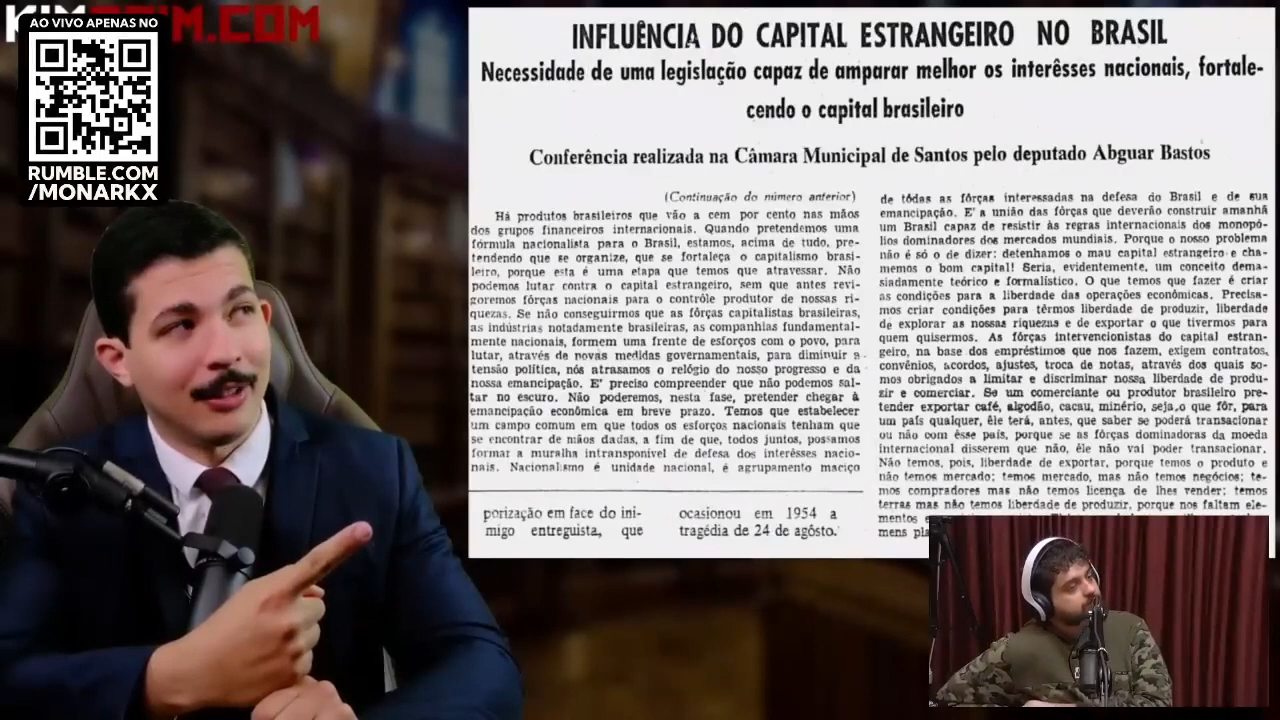 AO VIVO APENAS NO
RUMBLE.COM
/MONARKX
INFLUÊNCIA DO CAPITAL ESTRANGEIRO NO BRASIL
Necessidade de uma legislação capaz de amparar melhor os interêsses nacionais, fortale-
cendo o capital brasileiro
Conferência realizada na Câmara Municipal de Santos pelo deputado Abguar Bastos
(Continuação do número anterior)
Há produtos brasileiros que vão a cem por cento nas mãos
dos grupos financeiros internacionais. Quando pretendemos uma
fórmula nacionalista para o Brasil, estamos, acima de tudo, pre-
tendendo que se organize, que se fortaleça o capitalismo brasi-
leiro, porque esta é uma etapa que temos que atravessar. Não
podemos lutar contra o capital estrangeiro, sem que antes revi-
goremos fôrças nacionais para o contrôle produtor de nossas ri-
quezas. Se não conseguirmos que as fôrças capitalistas brasileiras,
as indústrias notadamente brasileiras, as companhias fundamental-
mente nacionais, formem uma frente de esforços com o povo, para
lutar, através de novas medidas governamentais, para diminuir a
tensão política, nós atrasamos o relógio do nosso progresso e da
nossa emancipação. E' preciso compreender que não podemos sal-
tar no escuro. Não poderemos, nesta fase, pretender chegar à
emancipação econômica em breve prazo. Temos que estabelecer
um campo comum em que todos os esforços nacionais tenham que
se encontrar de mãos dadas, a fim de que, todos juntos, possamos
formar a muralha intransponível de defesa dos interêsses nacio-
nais. Nacionalismo é unidade nacional, é agrupamento maciço
porização em face do ini-
migo entreguista, que
ocasionou em 1954 a
tragédia de 24 de agôsto.
de tôdas as fôrças interessadas na defesa do Brasil e de sua
emancipação. E' a união das fôrças que deverão construir amanhã
um Brasil capaz de resistir às regras internacionais dos monopó-
lios dominadores dos mercados mundiais. Porque o nosso problema
não é só o de dizer: detenhamos o mau capital estrangeiro e cha-
memos o bom capital! Seria, evidentemente, um conceito dema-
siadamente teórico e formalístico. O que temos que fazer é criar
as condições para a liberdade das operações econômicas. Precisa-
mos criar condições para têrmos liberdade de produzir, liberdade
de explorar as nossas riquezas e de exportar o que tivermos para
quem quisermos. As fôrças intervencionistas do capital estran-
geiro, na base dos empréstimos que nos fazem, exigem contratos,
convênios, acordos, ajustes, troca de notas, através dos quais so-
mos obrigados a limitar e discriminar nossa liberdade de produ-
zir e comerciar. Se um comerciante ou produtor brasileiro pre-
tender exportar café, algodão, cacau, minério, seja o que fôr, para
um país qualquer, êle terá, antes, que saber se poderá transacionar
ou não com êsse país, porque se as fôrças dominadoras da moeda
internacional disserem que não, êle não vai poder transacionar.
Não temos, pois, liberdade de exportar, porque temos o produto e
não temos mercado; temos mercado, mas não temos negócios; te-
mos compradores mas não temos licença de lhes vender; temos
terras mas não temos liberdade de produzir, porque nos faltam ele-
mentos e
mens